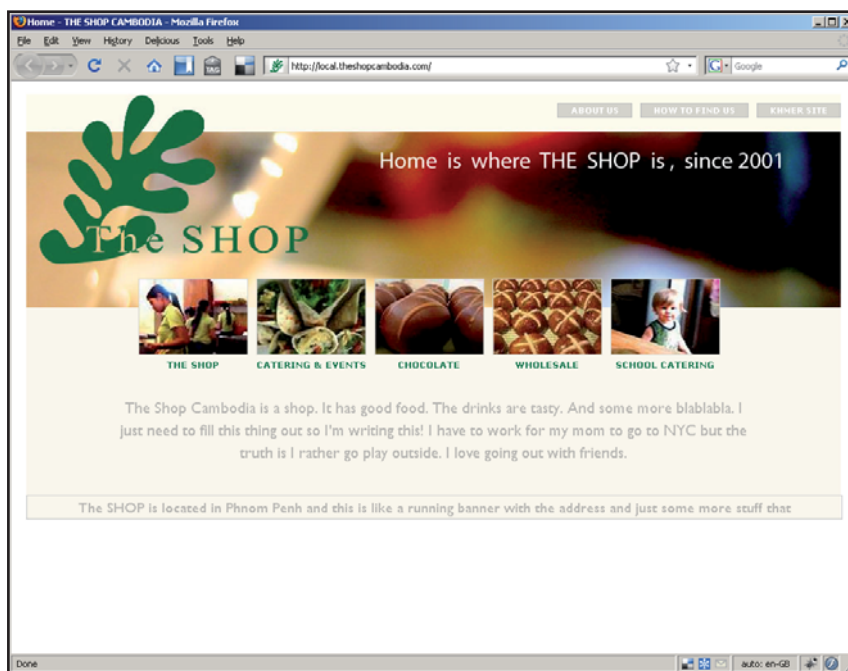 Home - THE SHOP CAMBODIA - Mozilla Firefox
File Edit View History Delicious Tools Help
TAG
http://local.theshopcambodia.com/
G Google
ABOUT US HOW TO FIND US KHMER SITE
Home is where THE SHOP is, since 2001
The SHOP
THE SHOP CATERING & EVENTS CHOCOLATE WHOLESALE SCHOOL CATERING
The Shop Cambodia is a shop. It has good food. The drinks are tasty. And some more blablabla. I
just need to fill this thing out so I'm writing this! I have to work for my mom to go to NYC but the
truth is I rather go play outside. I love going out with friends.
The SHOP is located in Phnom Penh and this is like a running banner with the address and just some more stuff that
Done auto: en-GB